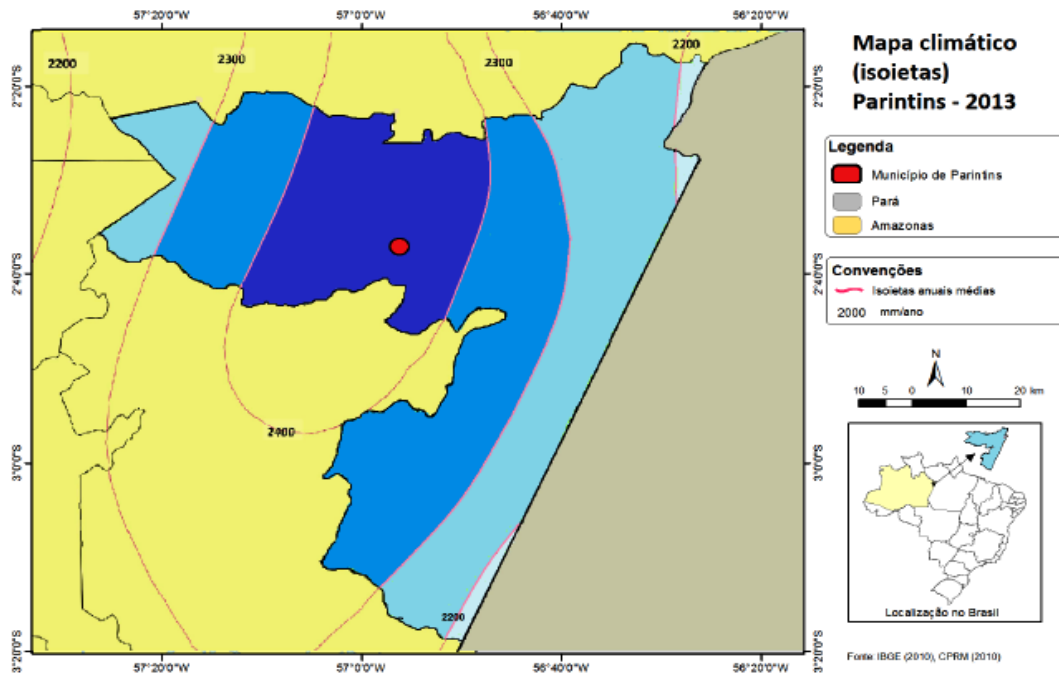 57°20'0"W 57°0'0"W 56°40'0"W 56°20'0"W
2200
2300
2300
2200
2°20'0"S
2°20'0"S
2°40'0"S
2°40'0"S
2400
3°0'0"S
3°0'0"S
2200
3°20'0"S
3°20'0"S
57°20'0"W 57°0'0"W 56°40'0"W 56°20'0"W
Mapa climático
(isoietas)
Parintins - 2013
Legenda
Município de Parintins
Pará
Amazonas
Convenções
Isoietas anuais médias
2000 mm/ano
N
10 5 0 10 20 km
Localização no Brasil
Fonte: IBGE (2010), CPRM (2010)